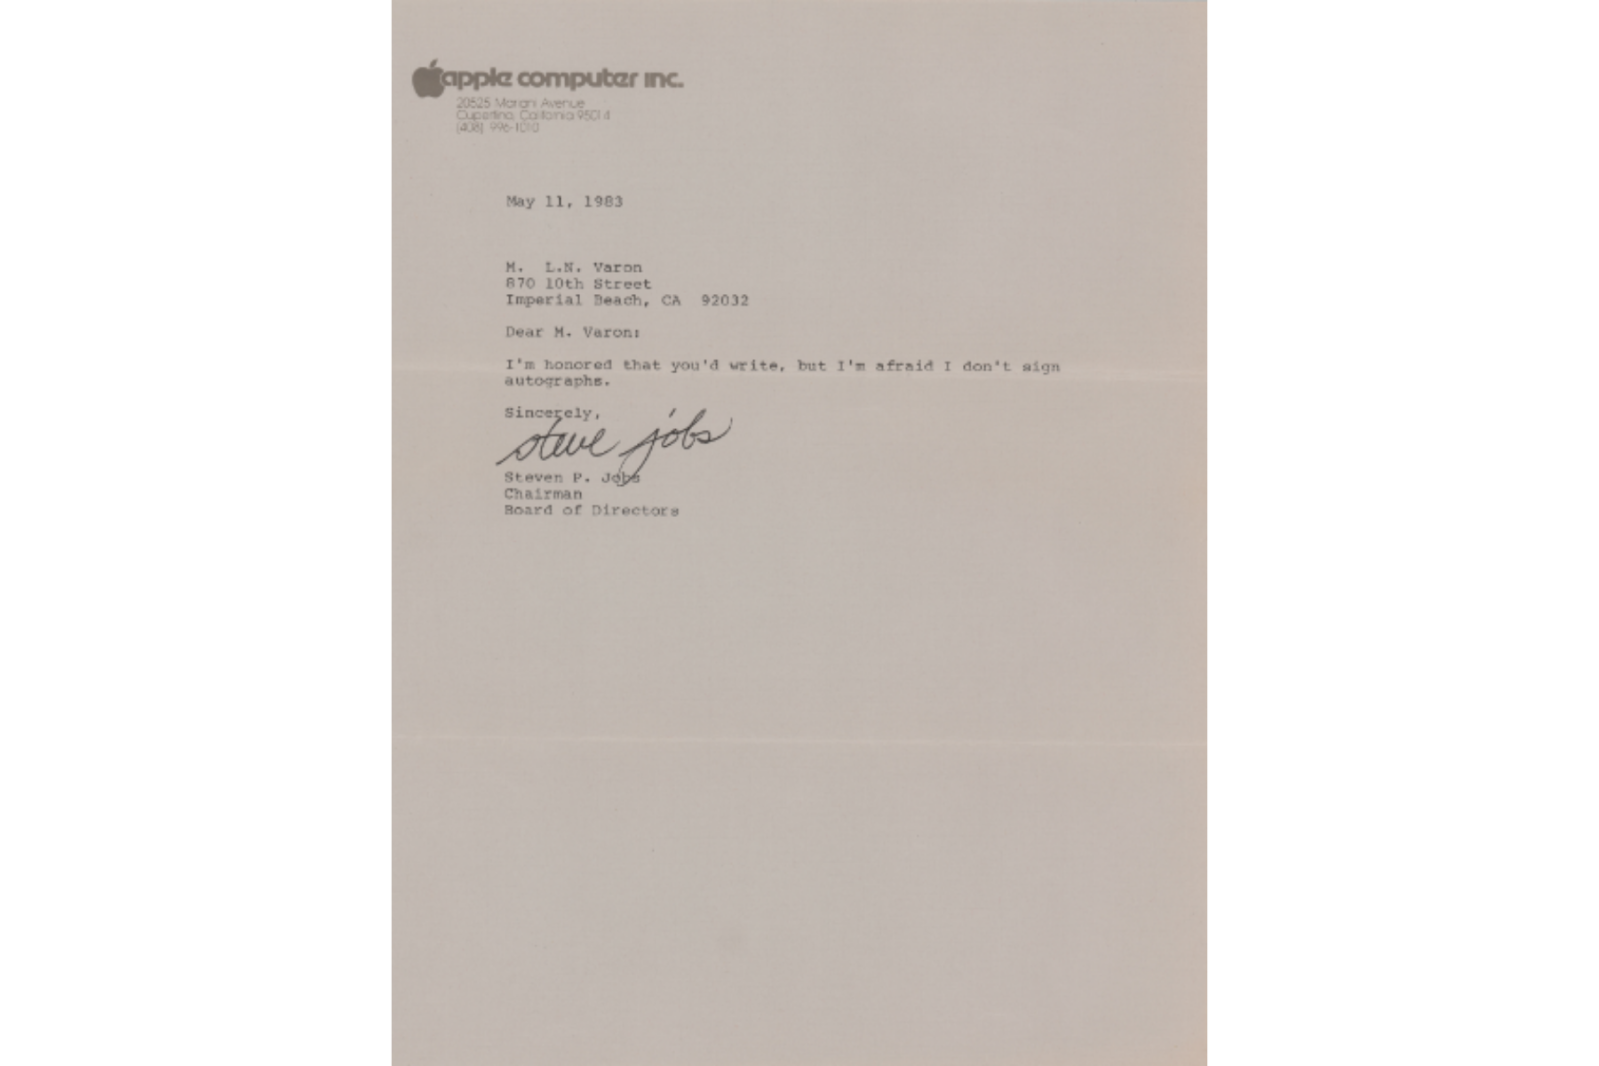 apple computer inc.
20525 Mariani Avenue
Cupertino, California 95014
(408) 996-1010
May 11, 1983
M.  L.N. Varon
870 10th Street
Imperial Beach, CA  92032
Dear M. Varon:
I'm honored that you'd write, but I'm afraid I don't sign
autographs.
Sincerely,
steve jobs
Steven P. Jobs
Chairman
Board of Directors